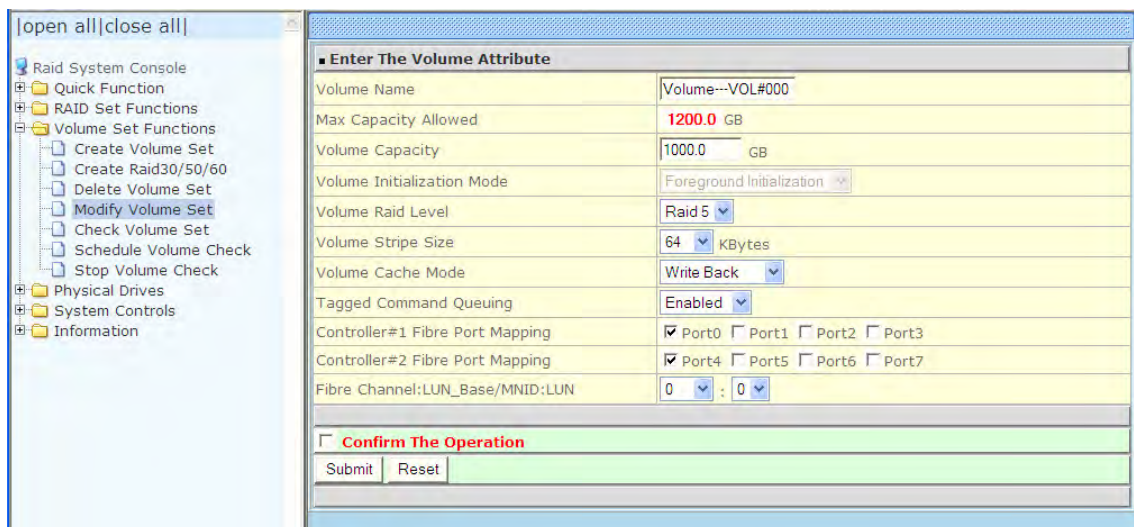 |open all|close all|
Raid System Console
Quick Function
RAID Set Functions
Volume Set Functions
Create Volume Set
Create Raid30/50/60
Delete Volume Set
Modify Volume Set
Check Volume Set
Schedule Volume Check
Stop Volume Check
Physical Drives
System Controls
Information
Enter The Volume Attribute
Volume Name Volume---VOL#000
Max Capacity Allowed 1200.0 GB
Volume Capacity 1000.0 GB
Volume Initialization Mode Foreground Initialization
Volume Raid Level Raid 5
Volume Stripe Size 64 KBytes
Volume Cache Mode Write Back
Tagged Command Queuing Enabled
Controller#1 Fibre Port Mapping Port0 Port1 Port2 Port3
Controller#2 Fibre Port Mapping Port4 Port5 Port6 Port7
Fibre Channel:LUN_Base/MNID:LUN 0 : 0
Confirm The Operation
Submit Reset